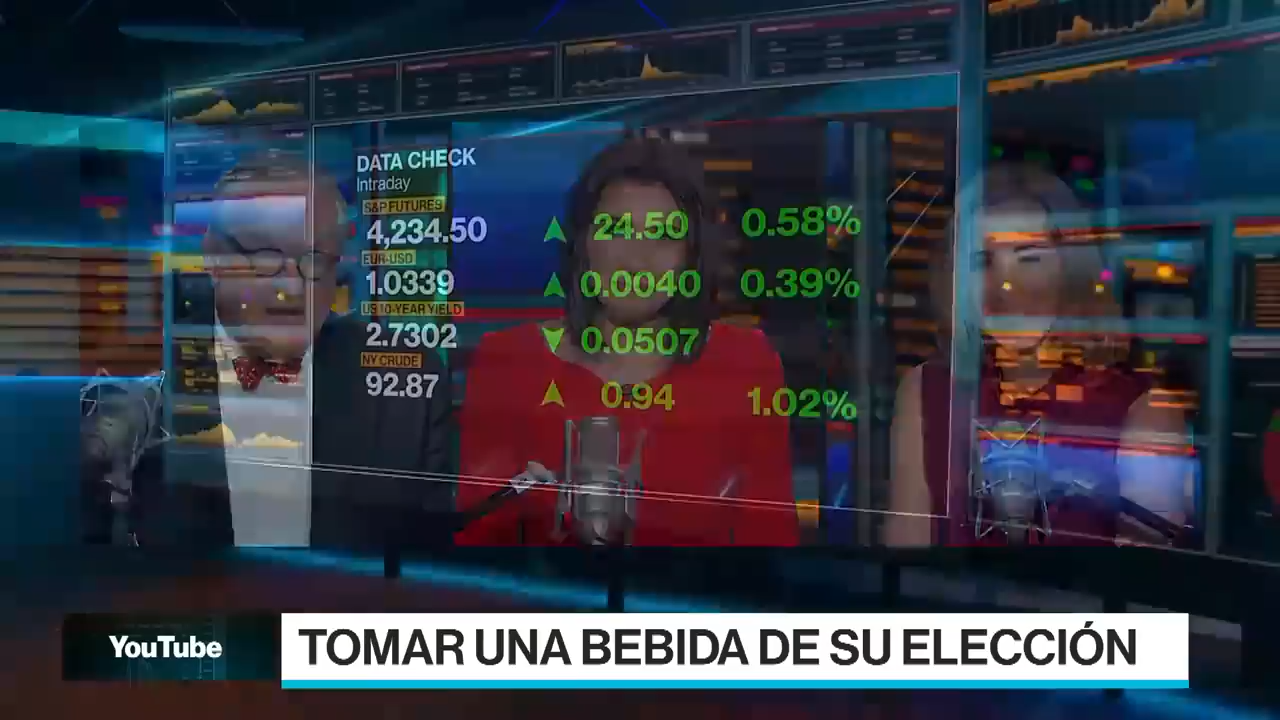 DATA CHECK
Intraday
S&P FUTURES
4,234.50 24.50 0.58%
EUR-USD
1.0339 0.0040 0.39%
US 10-YEAR YIELD
2.7302 0.0507
NY CRUDE
92.87 0.94 1.02%
YouTube TOMAR UNA BEBIDA DE SU ELECCIÓN